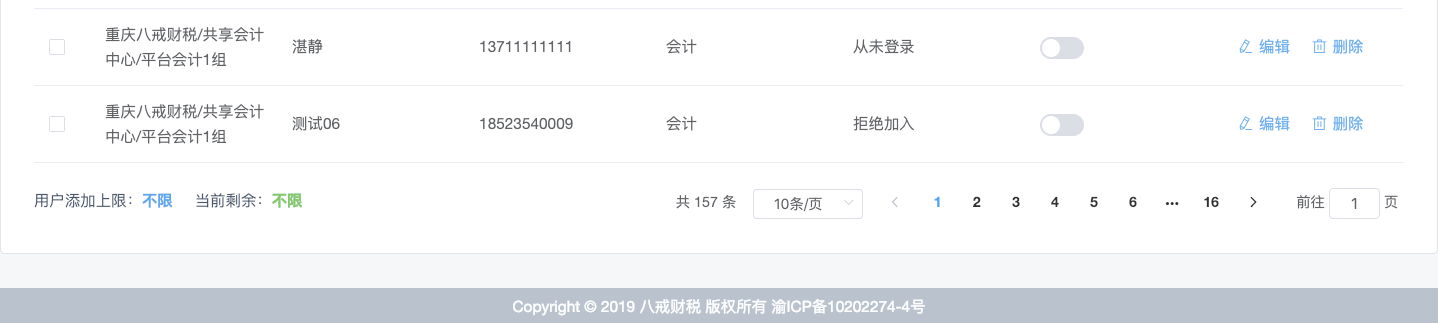 重庆八戒财税/共享会计
中心/平台会计1组
湛静
13711111111
会计
从未登录
编辑
删除
重庆八戒财税/共享会计
中心/平台会计1组
测试06
18523540009
会计
拒绝加入
编辑
删除
用户添加上限：不限 当前剩余：不限
共 157 条 10条/页 1 2 3 4 5 6 ••• 16 前往 1 页
Copyright © 2019 八戒财税 版权所有 渝ICP备10202274-4号